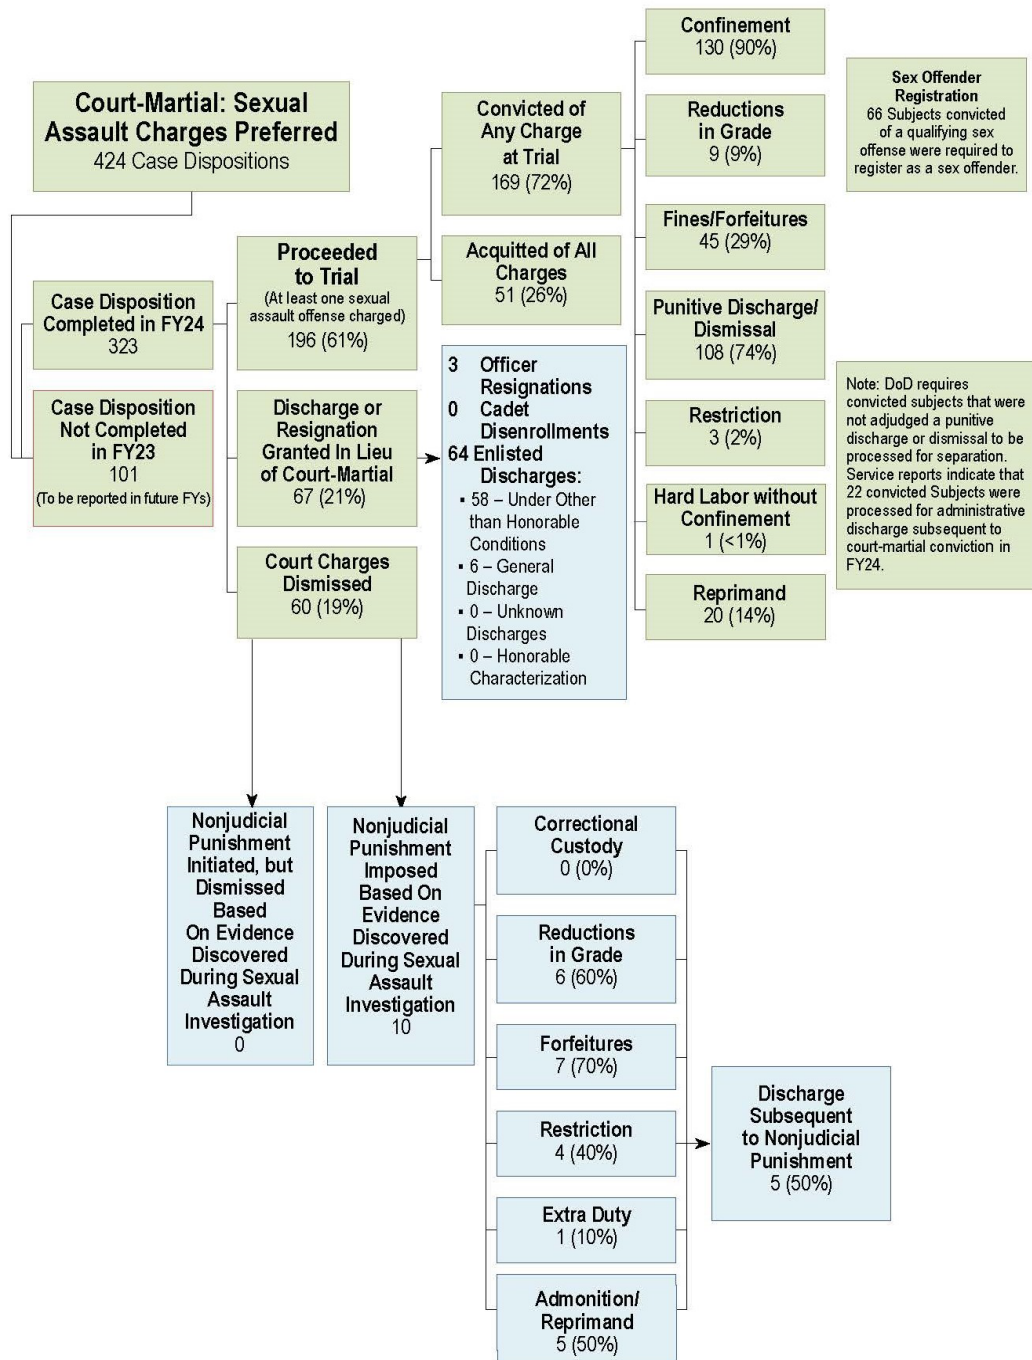 Court-Martial: Sexual
Assault Charges Preferred
424 Case Dispositions
Case Disposition
Completed in FY24
323
Case Disposition
Not Completed
in FY23
101
(To be reported in future FYs)
Proceeded
to Trial
(At least one sexual
assault offense charged)
196 (61%)
Discharge or
Resignation
Granted In Lieu
of Court-Martial
67 (21%)
Court Charges
Dismissed
60 (19%)
Convicted of
Any Charge
at Trial
169 (72%)
Acquitted of All
Charges
51 (26%)
3 Officer
Resignations
0 Cadet
Disenrollments
64 Enlisted
Discharges:
▪ 58 – Under Other
than Honorable
Conditions
▪ 6 – General
Discharge
▪ 0 – Unknown
Discharges
▪ 0 – Honorable
Characterization
Confinement
130 (90%)
Reductions
in Grade
9 (9%)
Fines/Forfeitures
45 (29%)
Punitive Discharge/
Dismissal
108 (74%)
Restriction
3 (2%)
Hard Labor without
Confinement
1 (<1%)
Reprimand
20 (14%)
Sex Offender
Registration
66 Subjects convicted
of a qualifying sex
offense were required to
register as a sex offender.
Note: DoD requires
convicted subjects that were
not adjudged a punitive
discharge or dismissal to be
processed for separation.
Service reports indicate that
22 convicted Subjects were
processed for administrative
discharge subsequent to
court-martial conviction in
FY24.
Nonjudicial
Punishment
Initiated, but
Dismissed
Based
On Evidence
Discovered
During Sexual
Assault
Investigation
0
Nonjudicial
Punishment
Imposed
Based On
Evidence
Discovered
During Sexual
Assault
Investigation
10
Correctional
Custody
0 (0%)
Reductions
in Grade
6 (60%)
Forfeitures
7 (70%)
Restriction
4 (40%)
Extra Duty
1 (10%)
Admonition/
Reprimand
5 (50%)
Discharge
Subsequent
to Nonjudicial
Punishment
5 (50%)